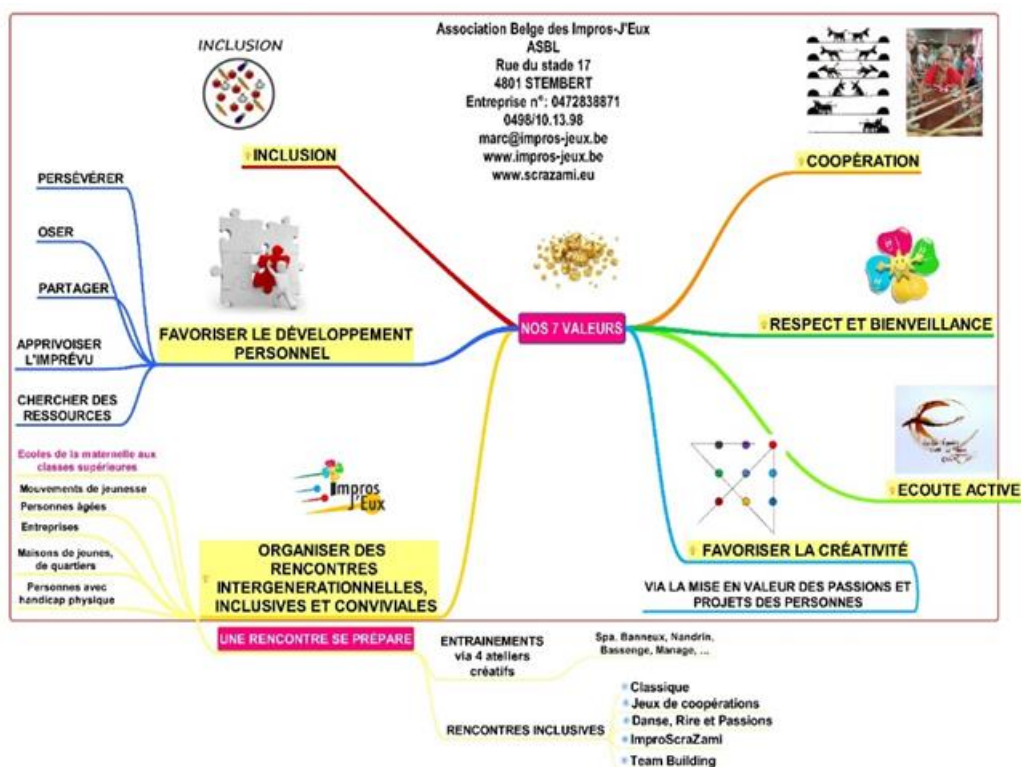 Association Belge des Impros-J'Eux
ASBL
Rue du stade 17
4801 STEMBERT
Entreprise n°: 0472838871
0498/10.13.98
marc@impros-jeux.be
www.impros-jeux.be
www.scrazami.eu
INCLUSION
INCLUSION
COOPÉRATION
PERSÉVÉRER
OSER
PARTAGER
APPRIVOISER
L'IMPRÉVU
CHERCHER DES
RESSOURCES
FAVORISER LE DÉVELOPPEMENT
PERSONNEL
NOS 7 VALEURS
RESPECT ET BIENVEILLANCE
ECOUTE ACTIVE
FAVORISER LA CRÉATIVITÉ
VIA LA MISE EN VALEUR DES PASSIONS ET
PROJETS DES PERSONNES
Ecoles de la maternelle aux
classes supérieures
Mouvements de jeunesse
Personnes âgées
Entreprises
Maisons de jeunes,
de quartiers
Personnes avec
handicap physique
Impros
J'Eux
ORGANISER DES
RENCONTRES
INTERGENERATIONNELLES,
INCLUSIVES ET CONVIVIALES
UNE RENCONTRE SE PRÉPARE
ENTRAINEMENTS
via 4 ateliers
créatifs
Spa, Banneux, Nandrin,
Bassenge, Manage, ...
RENCONTRES INCLUSIVES
Classique
Jeux de coopérations
Danse, Rire et Passions
ImproScraZami
Team Building